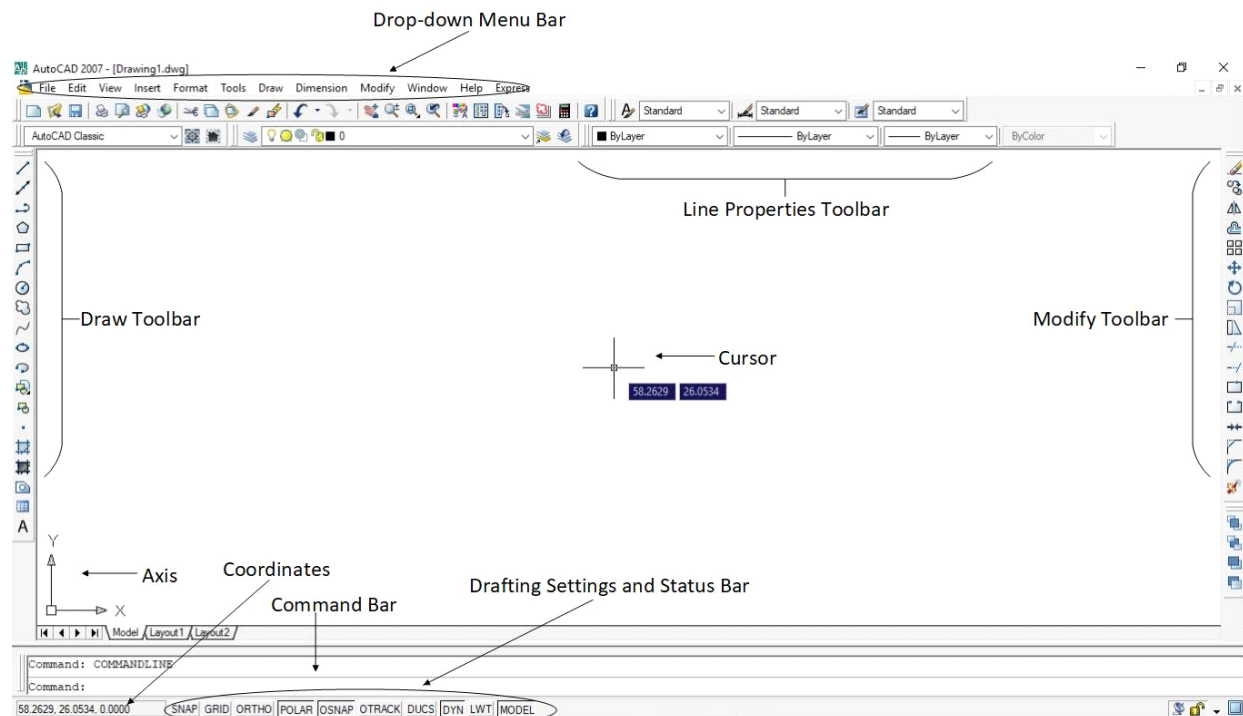 Drop-down Menu Bar
AutoCAD 2007 - [Drawing1.dwg]
File Edit View Insert Format Tools Draw Dimension Modify Window Help Express
Standard Standard Standard
AutoCAD Classic 0 ByLayer ByLayer ByLayer ByColor
Line Properties Toolbar
Draw Toolbar
Modify Toolbar
Cursor
58.2629 26.0534
A
Y
Axis
Coordinates
Drafting Settings and Status Bar
Command Bar
X
Model Layout1 Layout2
Command: COMMANDLINE
Command:
58.2629, 26.0534, 0.0000 SNAP GRID ORTHO POLAR OSNAP OTRACK DUCS DYN LWT MODEL